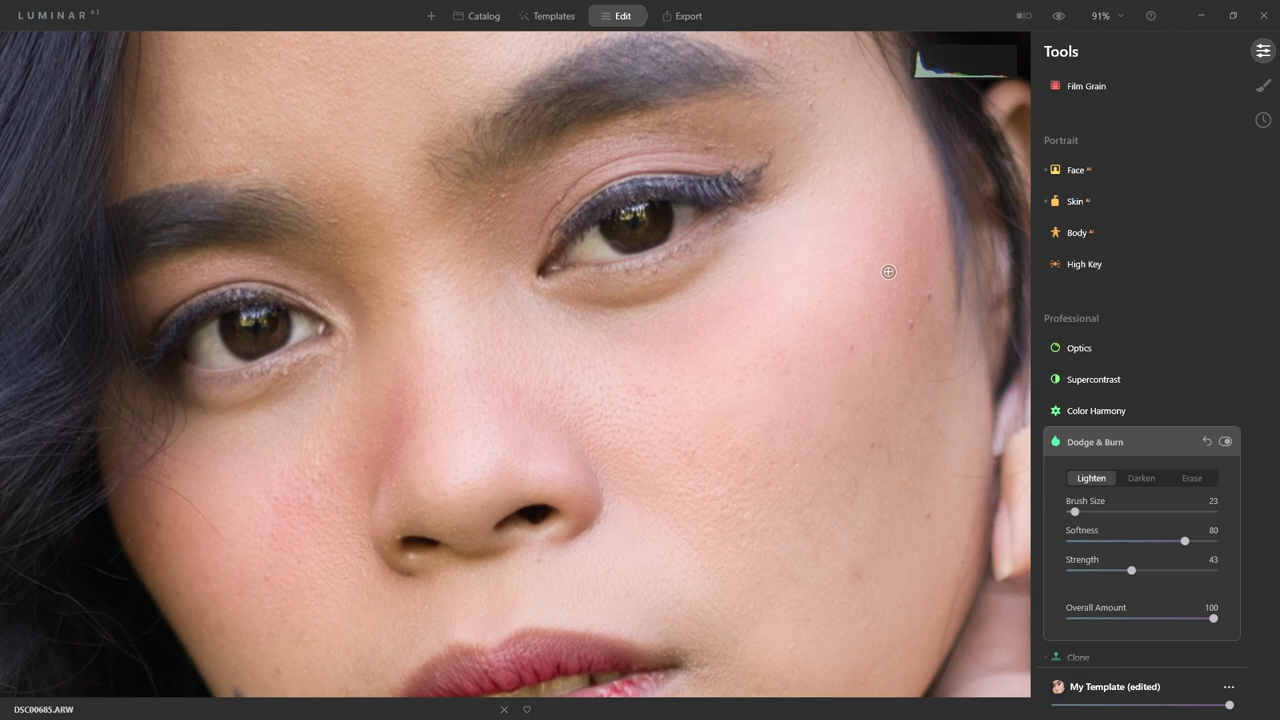 LUMINAR AI
Catalog
Templates
Edit
Export
91%
Tools
Film Grain
Portrait
Face AI
Skin AI
Body AI
High Key
Professional
Optics
Supercontrast
Color Harmony
Dodge & Burn
Lighten Darken Erase
Brush Size 23
Softness 80
Strength 43
Overall Amount 100
Clone
My Template (edited)
DSC00685.ARW